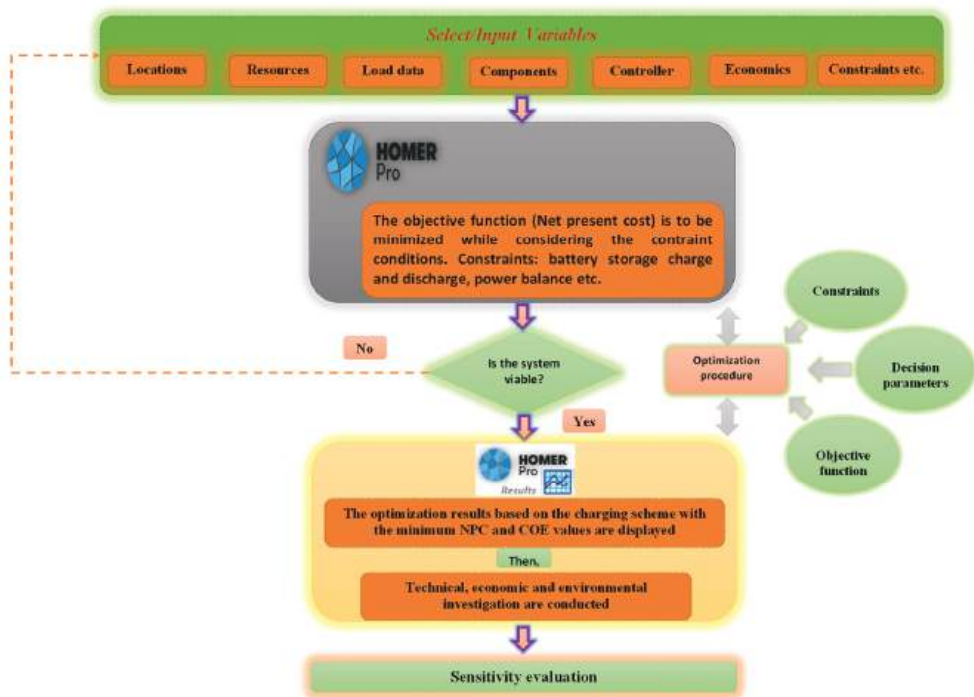 Select/Input Variables
Locations
Resources
Load data
Components
Controller
Economics
Constraints etc.
HOMER
Pro
The objective function (Net present cost) is to be
minimized while considering the contraint
conditions. Constraints: battery storage charge
and discharge, power balance etc.
Constraints
No
Is the system
viable?
Optimization
procedure
Decision
parameters
Yes
Objective
function
HOMER
Pro
Results
The optimization results based on the charging scheme with
the minimum NPC and COE values are displayed
Then,
Technical, economic and environmental
investigation are conducted
Sensitivity evaluation